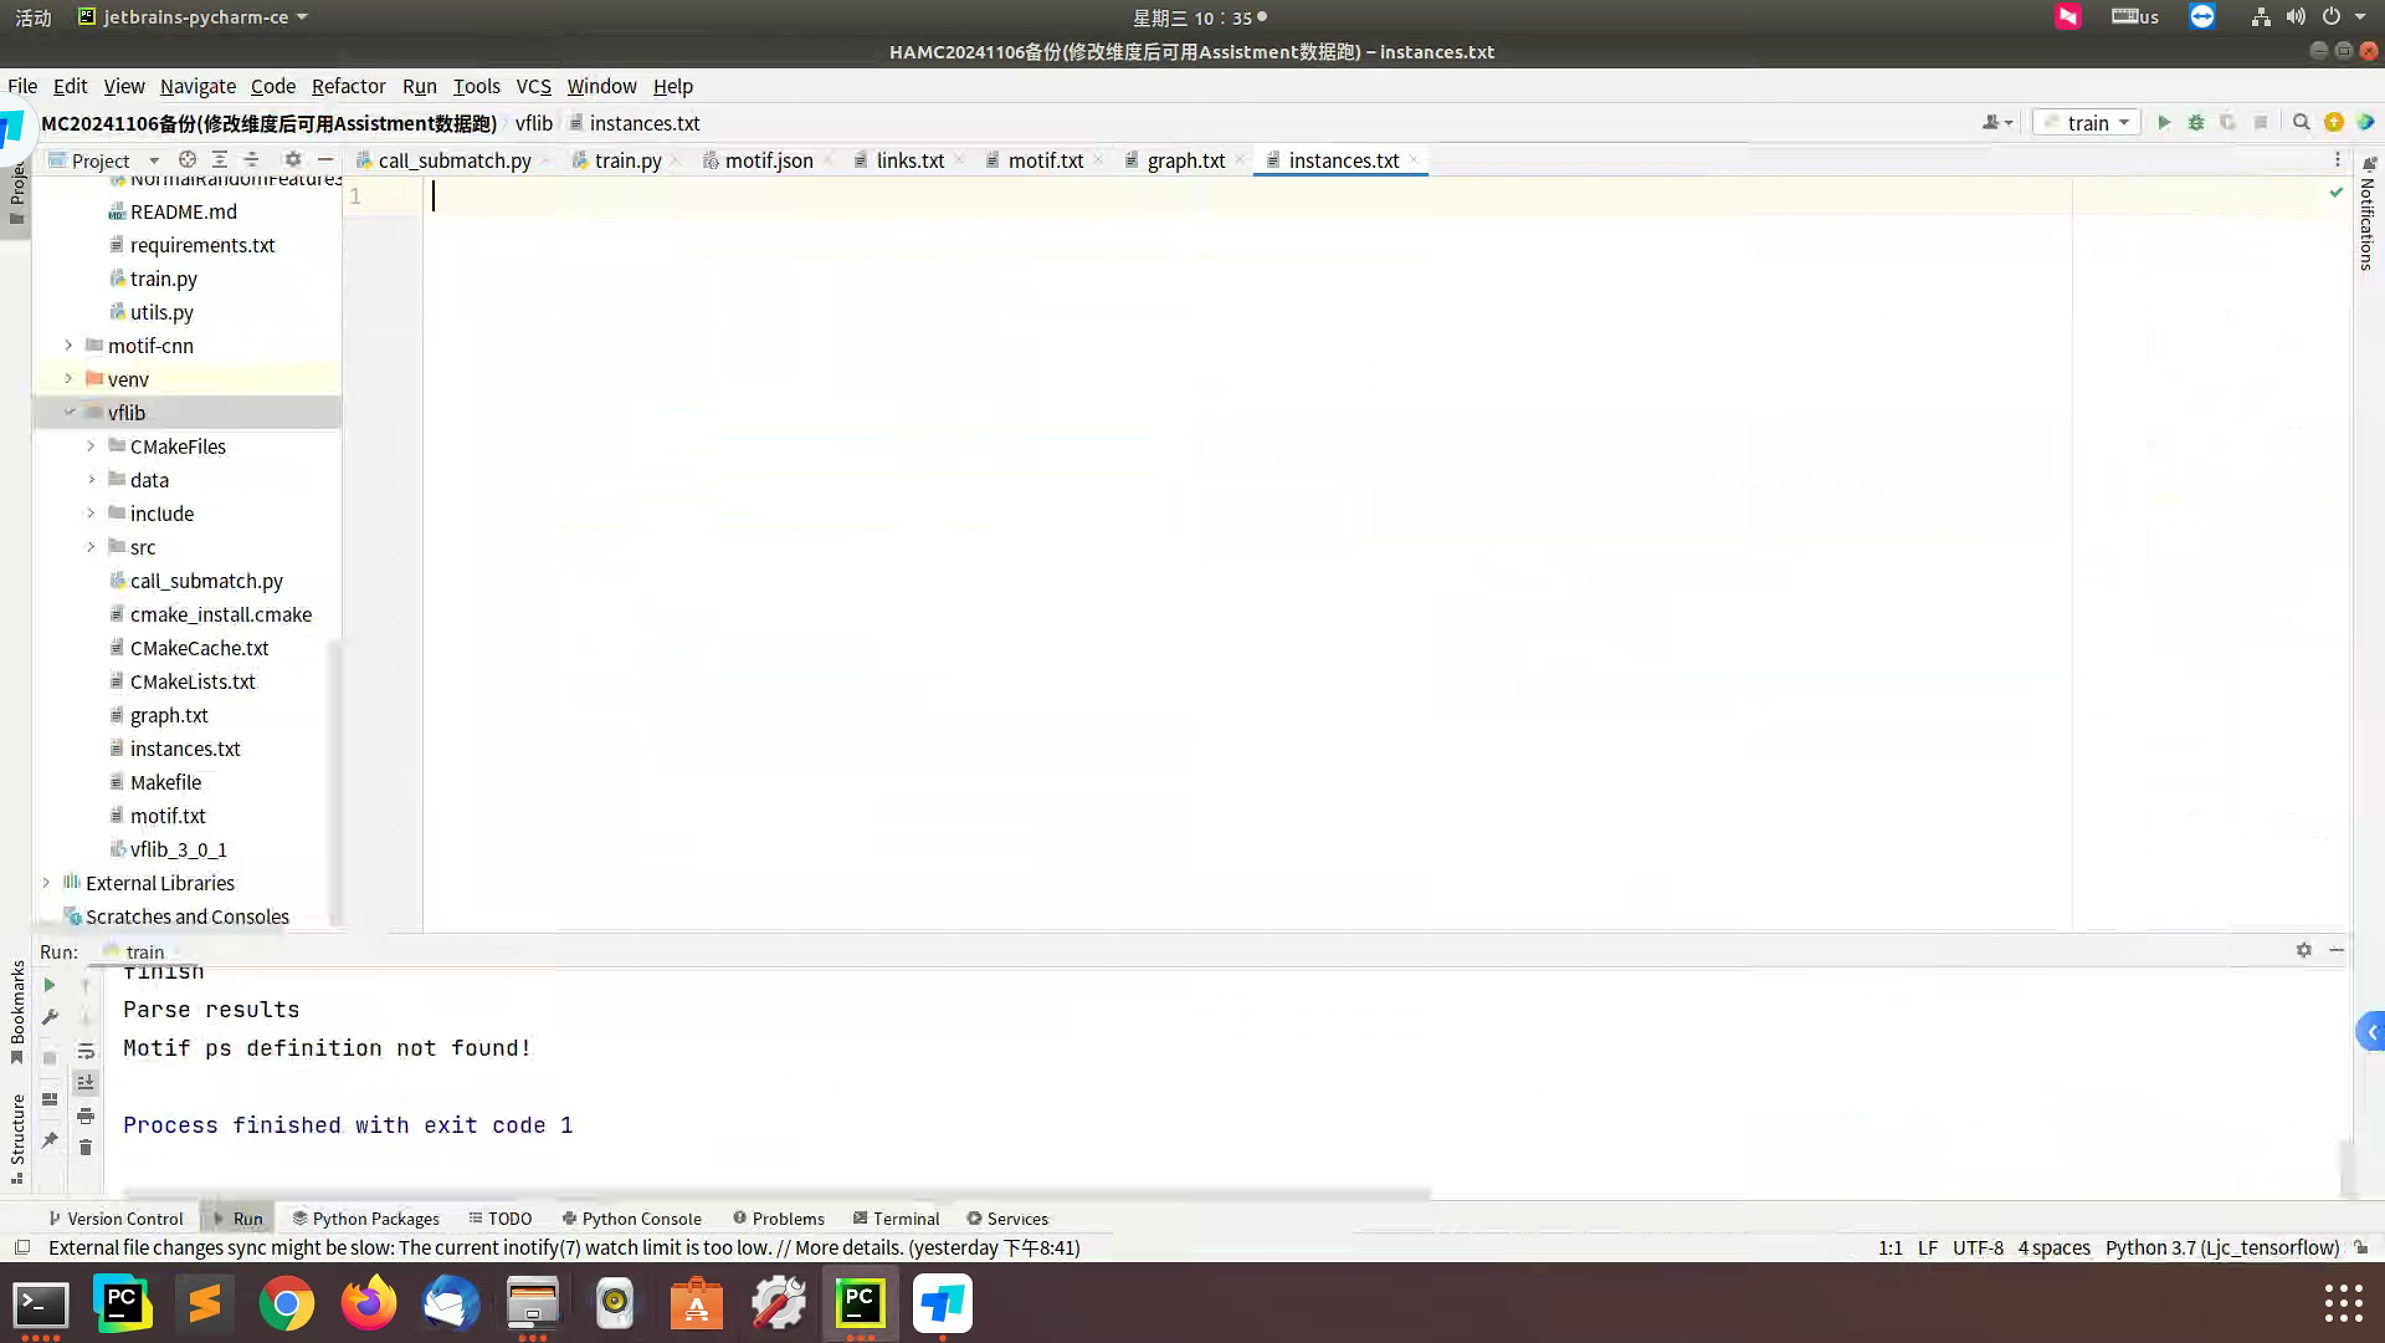 活动 jetbrains-pycharm-ce 星期三 10：35 us
HAMC20241106备份(修改维度后可用Assistment数据跑) – instances.txt
File Edit View Navigate Code Refactor Run Tools VCS Window Help
MC20241106备份(修改维度后可用Assistment数据跑) vflib instances.txt train
Project call_submatch.py train.py motif.json links.txt motif.txt graph.txt instances.txt
1
Notifications
README.md
requirements.txt
train.py
utils.py
motif-cnn
venv
vflib
CMakeFiles
data
include
src
call_submatch.py
cmake_install.cmake
CMakeCache.txt
CMakeLists.txt
graph.txt
instances.txt
Makefile
motif.txt
vflib_3_0_1
External Libraries
Scratches and Consoles
Run: train
finish
Parse results
Motif ps definition not found!
Process finished with exit code 1
Bookmarks
Structure
Version Control Run Python Packages TODO Python Console Problems Terminal Services
External file changes sync might be slow: The current inotify(7) watch limit is too low. // More details. (yesterday 下午8:41) 1:1 LF UTF-8 4 spaces Python 3.7 (Ljc_tensorflow)